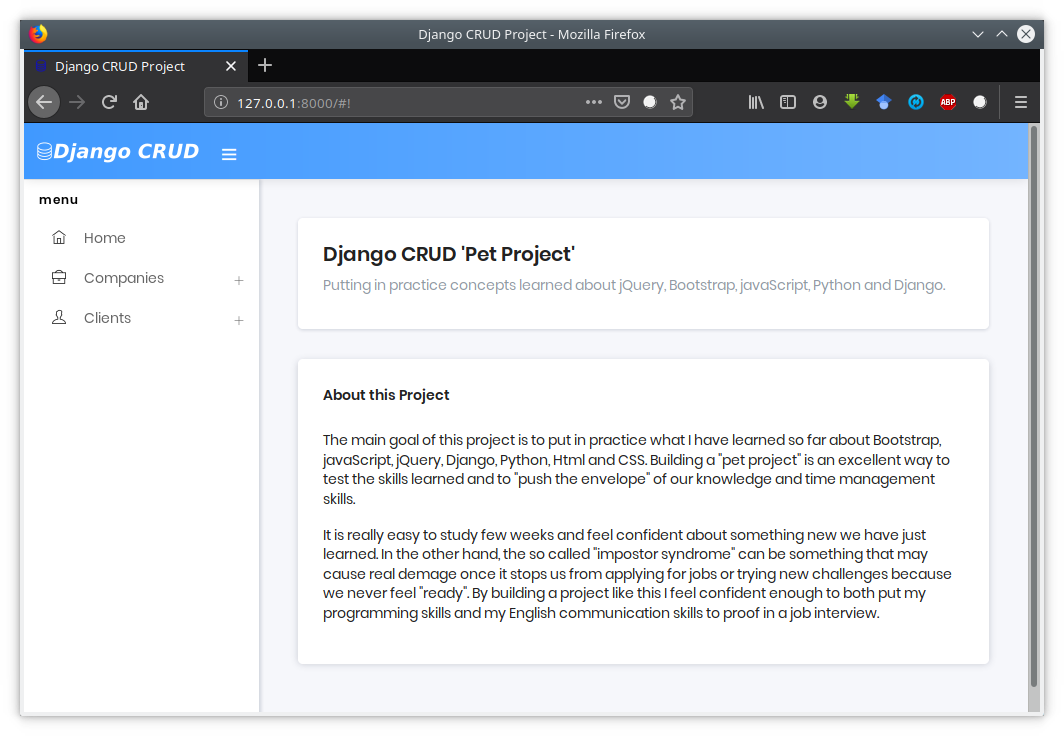 Django CRUD Project - Mozilla Firefox
Django CRUD Project
127.0.0.1:8000/#!
ABP
Django CRUD
menu
Home
Companies
Clients
Django CRUD 'Pet Project'
Putting in practice concepts learned about jQuery, Bootstrap, javaScript, Python and Django.
About this Project
The main goal of this project is to put in practice what I have learned so far about Bootstrap,
javaScript, jQuery, Django, Python, Html and CSS. Building a "pet project" is an excellent way to
test the skills learned and to "push the envelope" of our knowledge and time management
skills.
It is really easy to study few weeks and feel confident about something new we have just
learned. In the other hand, the so called "impostor syndrome" can be something that may
cause real demage once it stops us from applying for jobs or trying new challenges because
we never feel "ready". By building a project like this I feel confident enough to both put my
programming skills and my English communication skills to proof in a job interview.